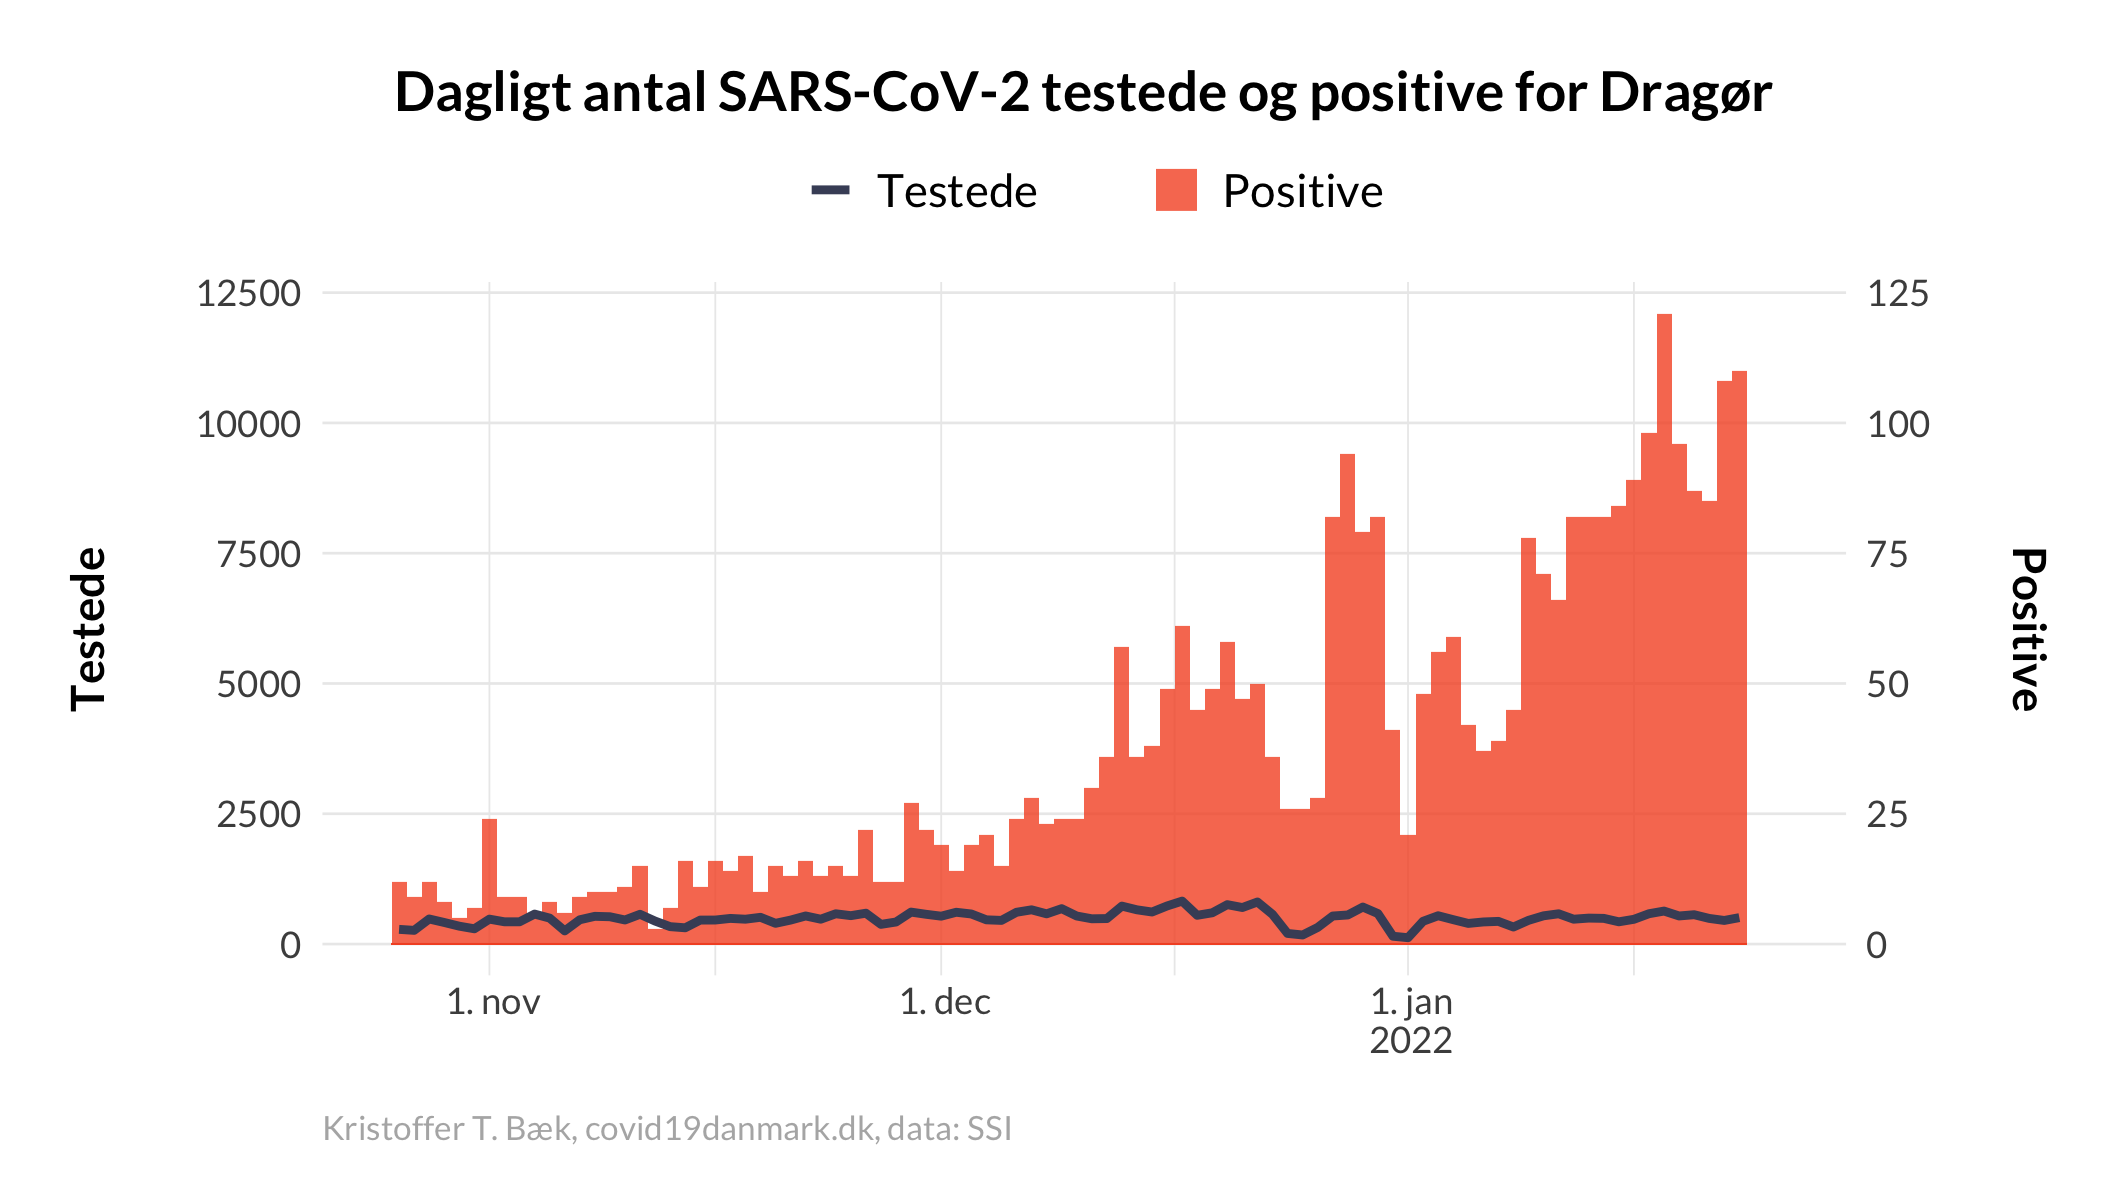 Dagligt antal SARS-CoV-2 testede og positive for Dragør
Testede
Positive
12500
10000
7500
5000
2500
0
125
100
75
50
25
0
Testede
Positive
1. nov
1. dec
1. jan
2022
Kristoffer T. Bæk, covid19danmark.dk, data: SSI